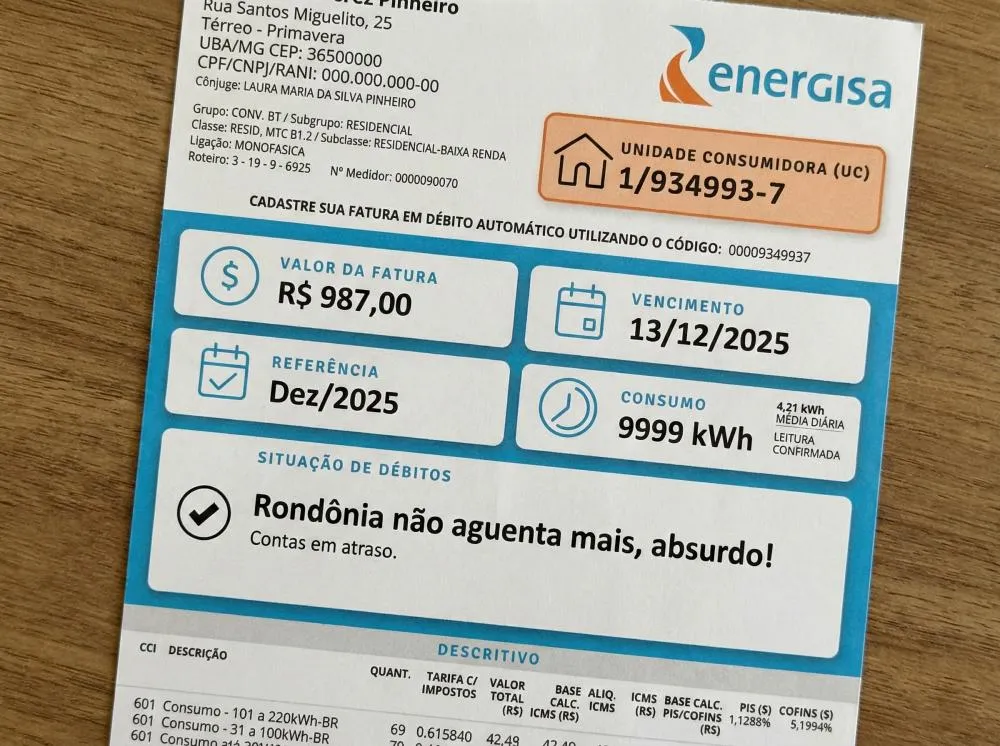 Pinheiro
Rua Santos Miguelito, 25
Térreo - Primavera
UBA/MG CEP: 36500000
CPF/CNPJ/RANI: 000.000.000-00
Cônjuge: LAURA MARIA DA SILVA PINHEIRO
Grupo: CONV. BT / Subgrupo: RESIDENCIAL
Classe: RESID, MTC B1.2 / Subclasse: RESIDENCIAL-BAIXA RENDA
Ligação: MONOFASICA
Roteiro: 3 - 19 - 9 - 6925 Nº Medidor: 0000090070
energisa
UNIDADE CONSUMIDORA (UC)
1/934993-7
CADASTRE SUA FATURA EM DÉBITO AUTOMÁTICO UTILIZANDO O CÓDIGO: 00009349937
VALOR DA FATURA
R$ 987,00
VENCIMENTO
13/12/2025
REFERÊNCIA
Dez/2025
CONSUMO
9999 kWh
4,21 kWh
MÉDIA DIÁRIA
LEITURA
CONFIRMADA
SITUAÇÃO DE DÉBITOS
Rondônia não aguenta mais, absurdo!
Contas em atraso.
DESCRITIVO
CCI DESCRIÇÃO QUANT. TARIFA C/ IMPOSTOS VALOR TOTAL (R$) BASE CALC. ICMS (R$) ALIQ. ICMS ICMS (R$) BASE CALC. PIS/COFINS (R$) PIS ($) 1,1288% COFINS ($) 5,1994%
601 Consumo - 101 a 220kWh-BR 69 0.615840 42,49 42,49
601 Consumo - 31 a 100kWh-BR
601 Consumo até